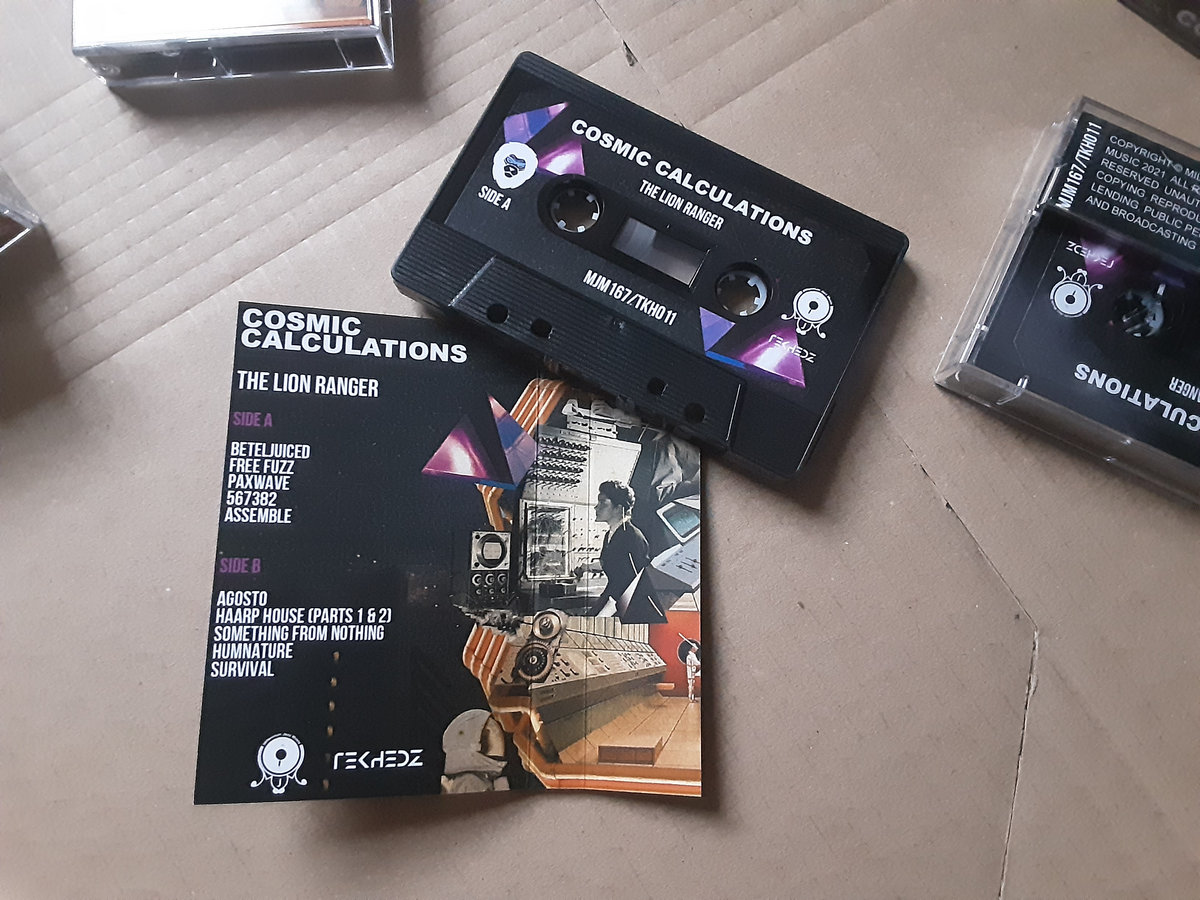 COSMIC CALCULATIONS
THE LION RANGER
SIDE A
MJM167/TKH011
TEKHEDZ
COSMIC
CALCULATIONS
THE LION RANGER
SIDE A
BETELJUICED
FREE FUZZ
PAXWAVE
567382
ASSEMBLE
SIDE B
AGOSTO
HAARP HOUSE (PARTS 1 & 2)
SOMETHING FROM NOTHING
HUMNATURE
SURVIVAL
TEKHEDZ
MJM167/TKH011
COPYRIGHT © 
MUSIC 2021 ALL
RESERVED
COPYING
LENDING PUBLIC
AND BROADCASTING
TEKHEDZ